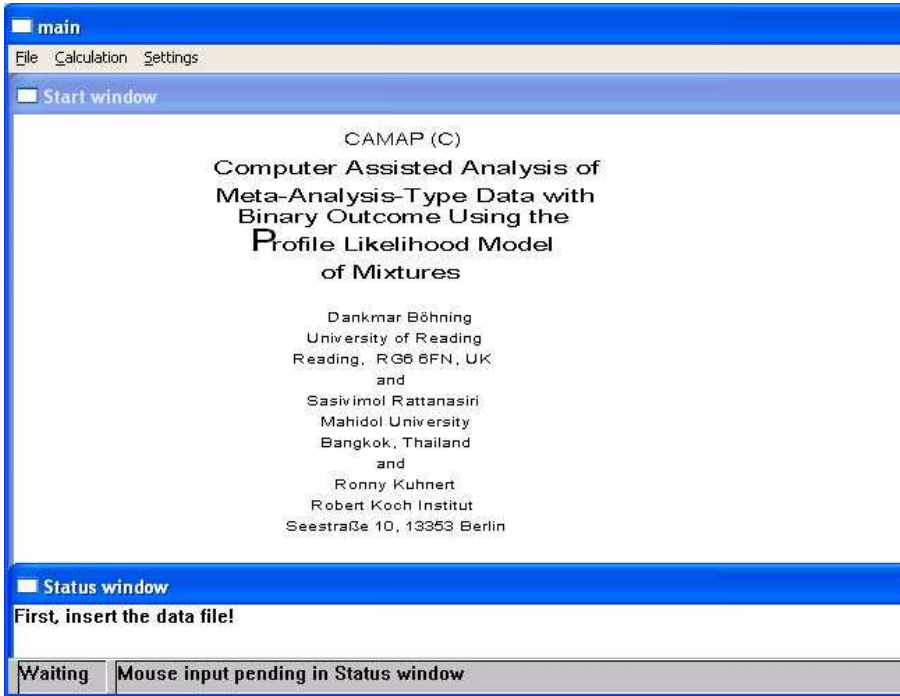 main
File Calculation Settings
Start window
CAMAP (C)
Computer Assisted Analysis of
Meta-Analysis-Type Data with
Binary Outcome Using the
Profile Likelihood Model
of Mixtures
Dankmar Böhning
University of Reading
Reading, RG6 6FN, UK
and
Sasivimol Rattanasiri
Mahidol University
Bangkok, Thailand
and
Ronny Kuhnert
Robert Koch Institut
Seestraße 10, 13353 Berlin
Status window
First, insert the data file!
Waiting Mouse input pending in Status window